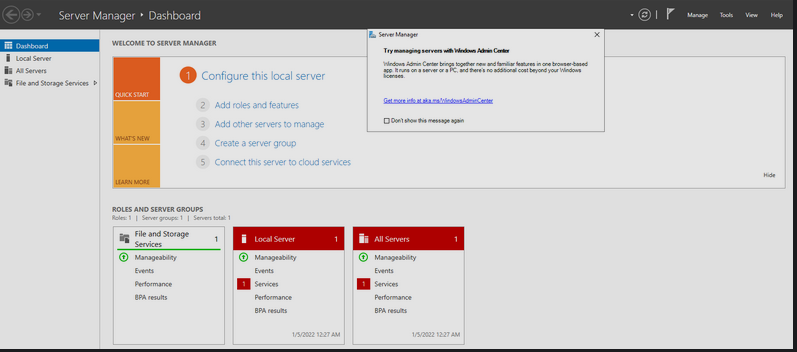 Server Manager • Dashboard
Manage Tools View Help
Dashboard
Local Server
All Servers
File and Storage Services
WELCOME TO SERVER MANAGER
QUICK START
WHAT'S NEW
LEARN MORE
1 Configure this local server
2 Add roles and features
3 Add other servers to manage
4 Create a server group
5 Connect this server to cloud services
Hide
Server Manager
Try managing servers with Windows Admin Center
Windows Admin Center brings together new and familiar features in one browser-based
app. It runs on a server or a PC, and there's no additional cost beyond your Windows
licenses.
Get more info at aka.ms/WindowsAdminCenter
Don't show this message again
ROLES AND SERVER GROUPS
Roles: 1 | Server groups: 1 | Servers total: 1
File and Storage
Services
1
Manageability
Events
Performance
BPA results
Local Server 1
Manageability
Events
1 Services
Performance
BPA results
1/5/2022 12:27 AM
All Servers 1
Manageability
Events
1 Services
Performance
BPA results
1/5/2022 12:27 AM